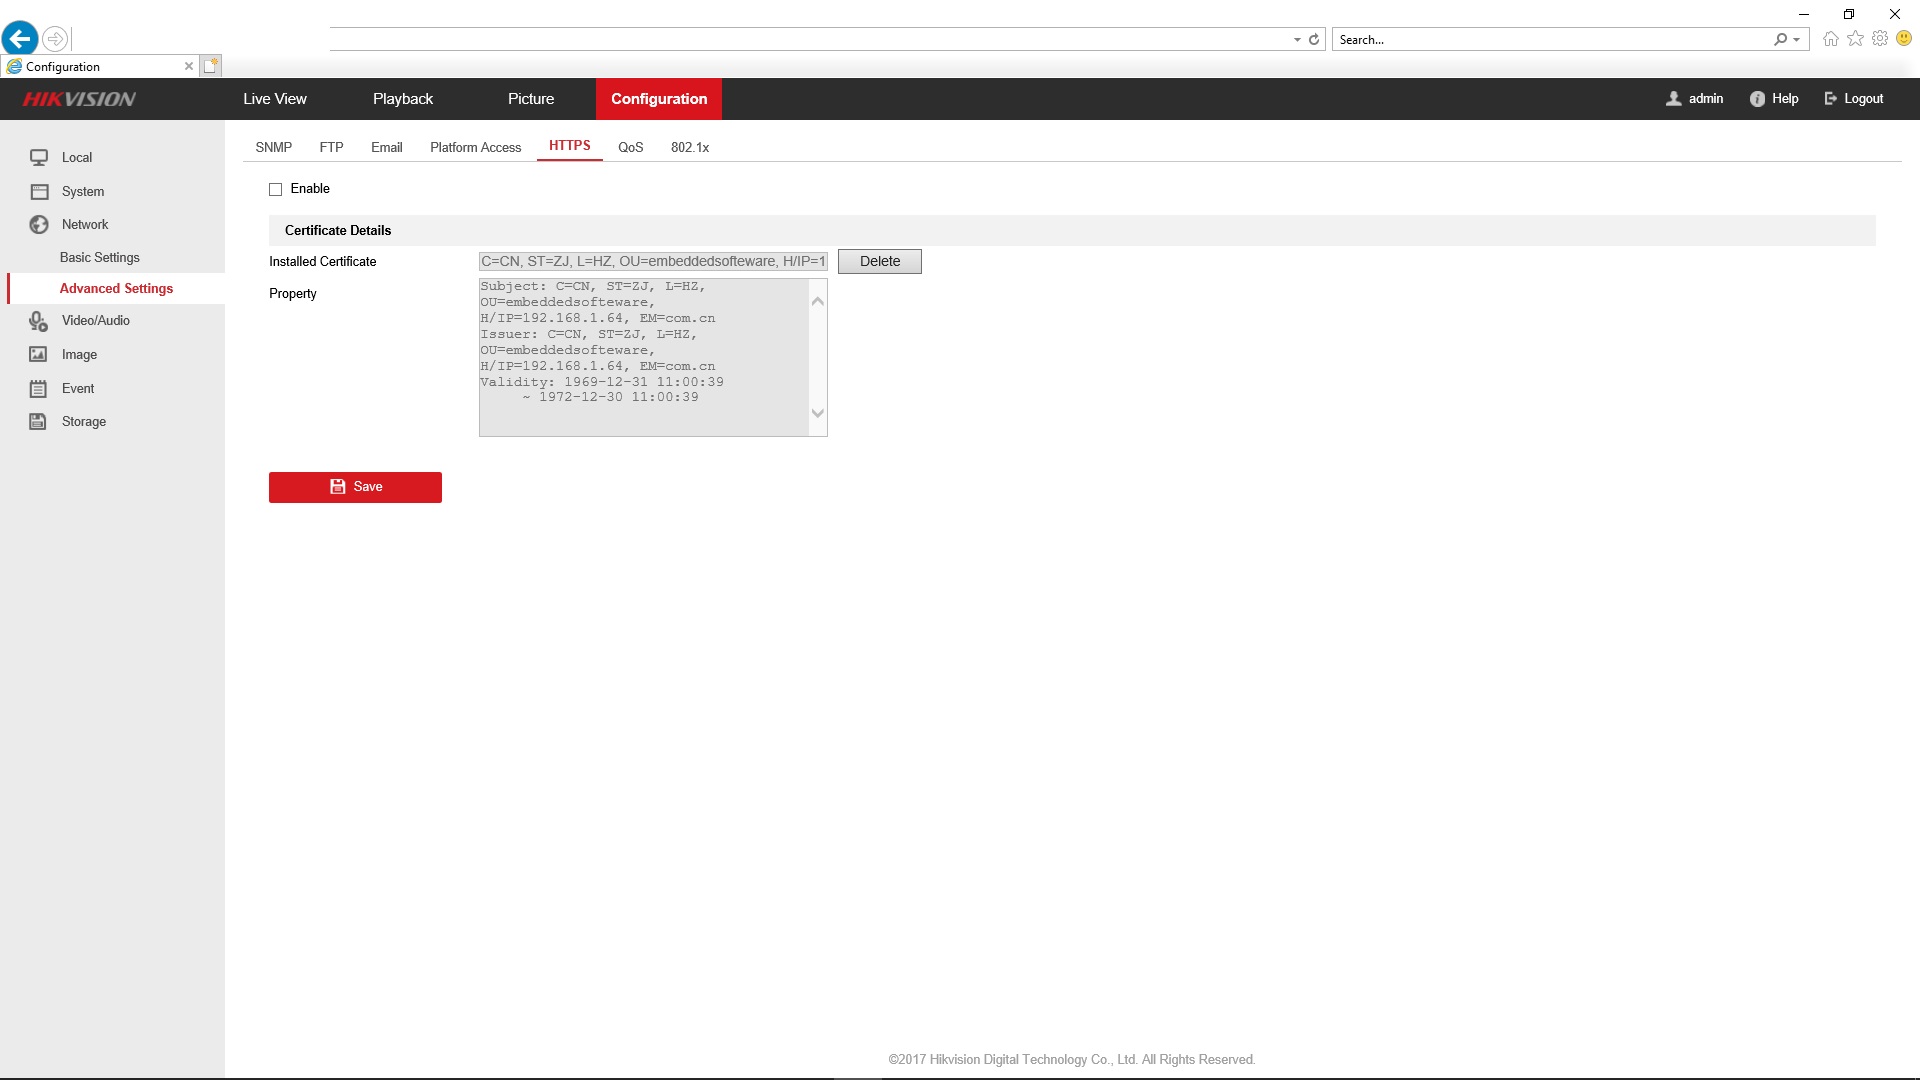 Search...
Configuration
HIKVISION
Live View Playback Picture Configuration admin Help Logout
SNMP FTP Email Platform Access HTTPS QoS 802.1x
Local
System
Network
Basic Settings
Advanced Settings
Video/Audio
Image
Event
Storage
Enable
Certificate Details
Installed Certificate C=CN, ST=ZJ, L=HZ, OU=embeddedsofteware, H/IP=1 Delete
Property
Subject: C=CN, ST=ZJ, L=HZ,
OU=embeddedsofteware,
H/IP=192.168.1.64, EM=com.cn
Issuer: C=CN, ST=ZJ, L=HZ,
OU=embeddedsofteware,
H/IP=192.168.1.64, EM=com.cn
Validity: 1969-12-31 11:00:39
~ 1972-12-30 11:00:39
Save
©2017 Hikvision Digital Technology Co., Ltd. All Rights Reserved.